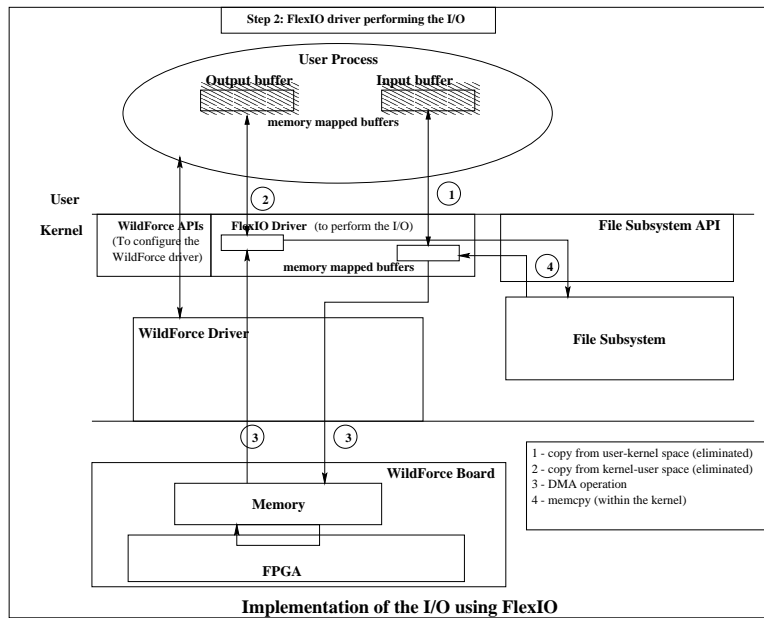 Step 2: FlexIO driver performing the I/O
User Process
Output buffer
Input buffer
memory mapped buffers
2
1
User
Kernel
WildForce APIs
(To configure the
WildForce driver)
FlexIO Driver (to perform the I/O)
memory mapped buffers
File Subsystem API
4
WildForce Driver
File Subsystem
3
3
1 - copy from user-kernel space (eliminated)
2 - copy from kernel-user space (eliminated)
3 - DMA operation
4 - memcpy (within the kernel)
WildForce Board
Memory
FPGA
Implementation of the I/O using FlexIO